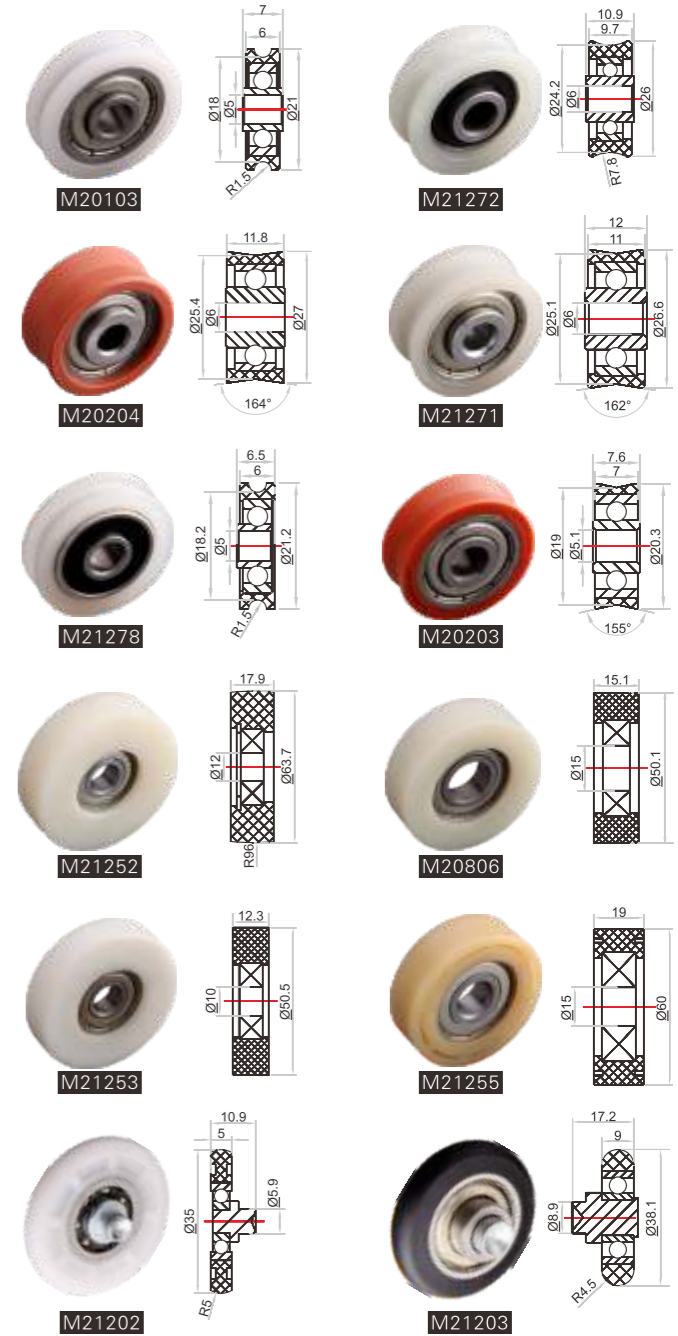 7
6
Ø18
Ø5
Ø21
R1.5
M20103
10.9
9.7
Ø24.2
Ø6
Ø26
R7.8
M21272
11.8
Ø25.4
Ø6
Ø27
164°
M20204
12
11
Ø25.1
Ø6
Ø26.6
162°
M21271
6.5
6
Ø18.2
Ø5
Ø21.2
R1.5
M21278
7.6
7
Ø19
Ø5.1
Ø20.3
155°
M20203
17.9
Ø12
Ø63.7
R96
M21252
15.1
Ø15
Ø50.1
M20806
12.3
Ø10
Ø50.5
M21253
19
Ø15
Ø60
M21255
10.9
5
Ø35
Ø5.9
R5
M21202
17.2
9
Ø8.9
Ø38.1
R4.5
M21203